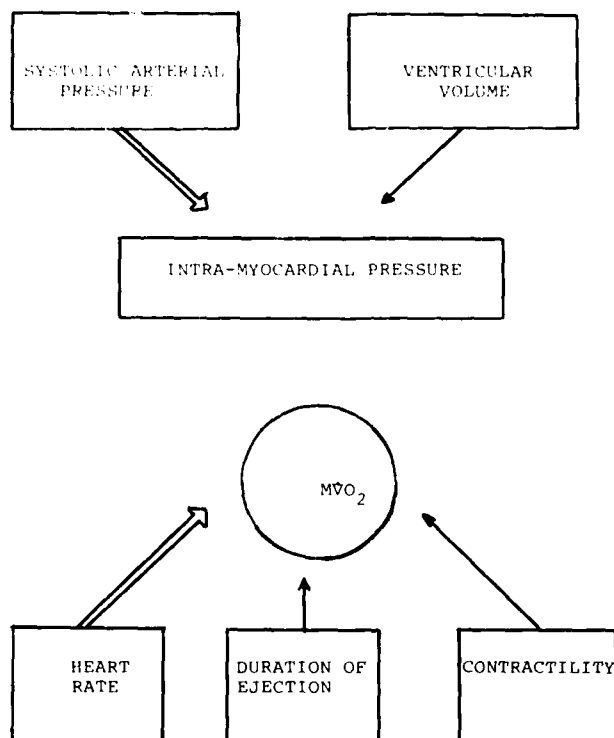 SYSTOLIC ARTERIAL
PRESSURE
VENTRICULAR
VOLUME
INTRA-MYOCARDIAL PRESSURE
MV̇O₂
HEART
RATE
DURATION OF
EJECTION
CONTRACTILITY